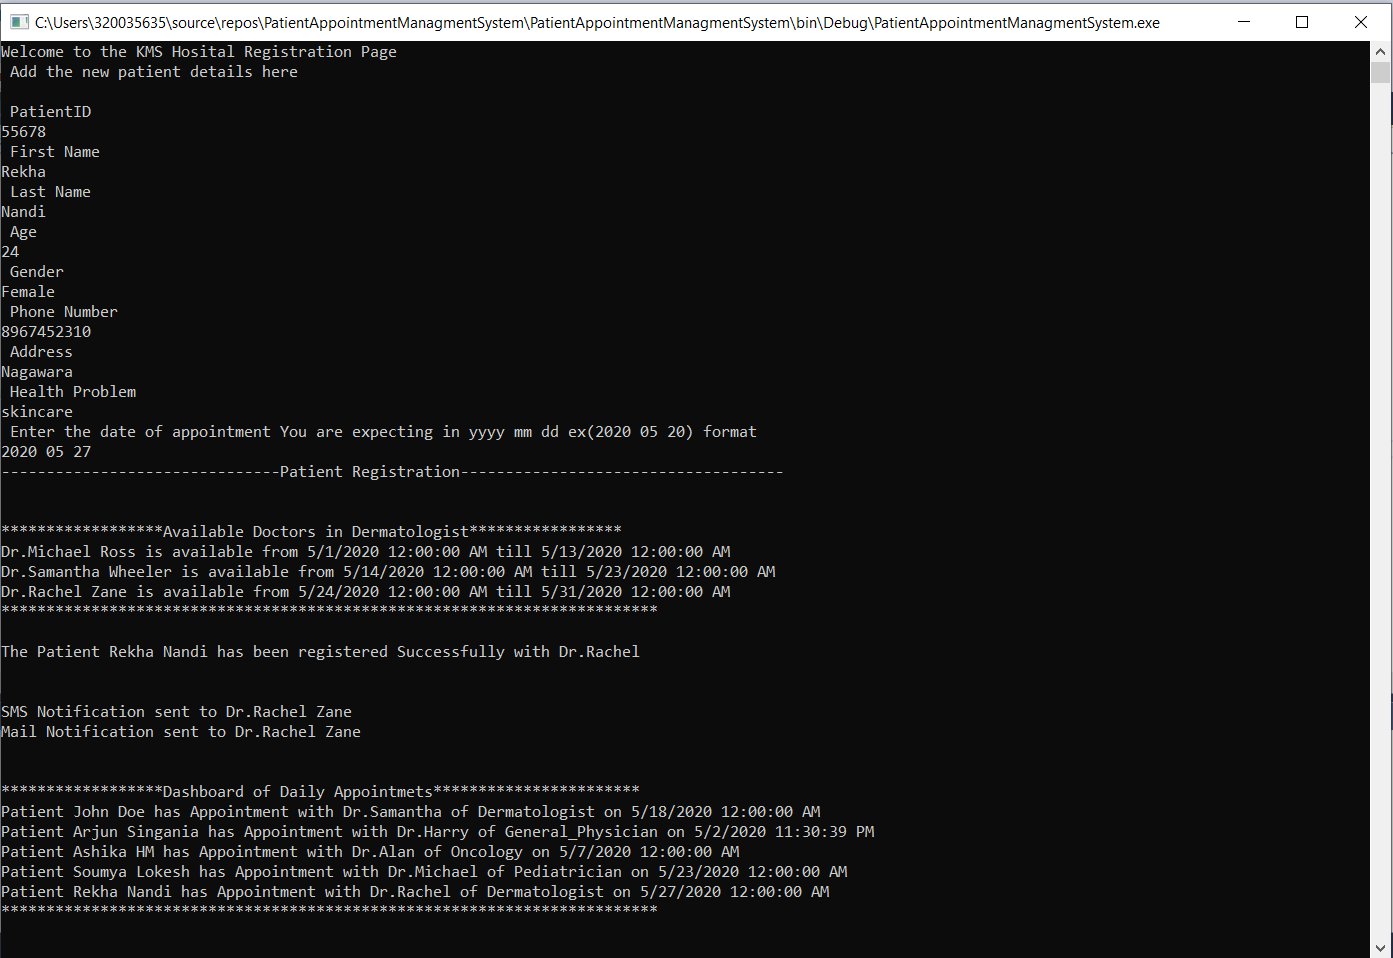 C:\Users\320035635\source\repos\PatientAppointmentManagmentSystem\PatientAppointmentManagmentSystem\bin\Debug\PatientAppointmentManagmentSystem.exe
Welcome to the KMS Hosital Registration Page
Add the new patient details here
PatientID
55678
First Name
Rekha
Last Name
Nandi
Age
24
Gender
Female
Phone Number
8967452310
Address
Nagawara
Health Problem
skincare
Enter the date of appointment You are expecting in yyyy mm dd ex(2020 05 20) format
2020 05 27
-------------------------------Patient Registration------------------------------------
******************Available Doctors in Dermatologist*****************
Dr.Michael Ross is available from 5/1/2020 12:00:00 AM till 5/13/2020 12:00:00 AM
Dr.Samantha Wheeler is available from 5/14/2020 12:00:00 AM till 5/23/2020 12:00:00 AM
Dr.Rachel Zane is available from 5/24/2020 12:00:00 AM till 5/31/2020 12:00:00 AM
*************************************************************************
The Patient Rekha Nandi has been registered Successfully with Dr.Rachel
SMS Notification sent to Dr.Rachel Zane
Mail Notification sent to Dr.Rachel Zane
******************Dashboard of Daily Appointmets***********************
Patient John Doe has Appointment with Dr.Samantha of Dermatologist on 5/18/2020 12:00:00 AM
Patient Arjun Singania has Appointment with Dr.Harry of General_Physician on 5/2/2020 11:30:39 PM
Patient Ashika HM has Appointment with Dr.Alan of Oncology on 5/7/2020 12:00:00 AM
Patient Soumya Lokesh has Appointment with Dr.Michael of Pediatrician on 5/23/2020 12:00:00 AM
Patient Rekha Nandi has Appointment with Dr.Rachel of Dermatologist on 5/27/2020 12:00:00 AM
*************************************************************************